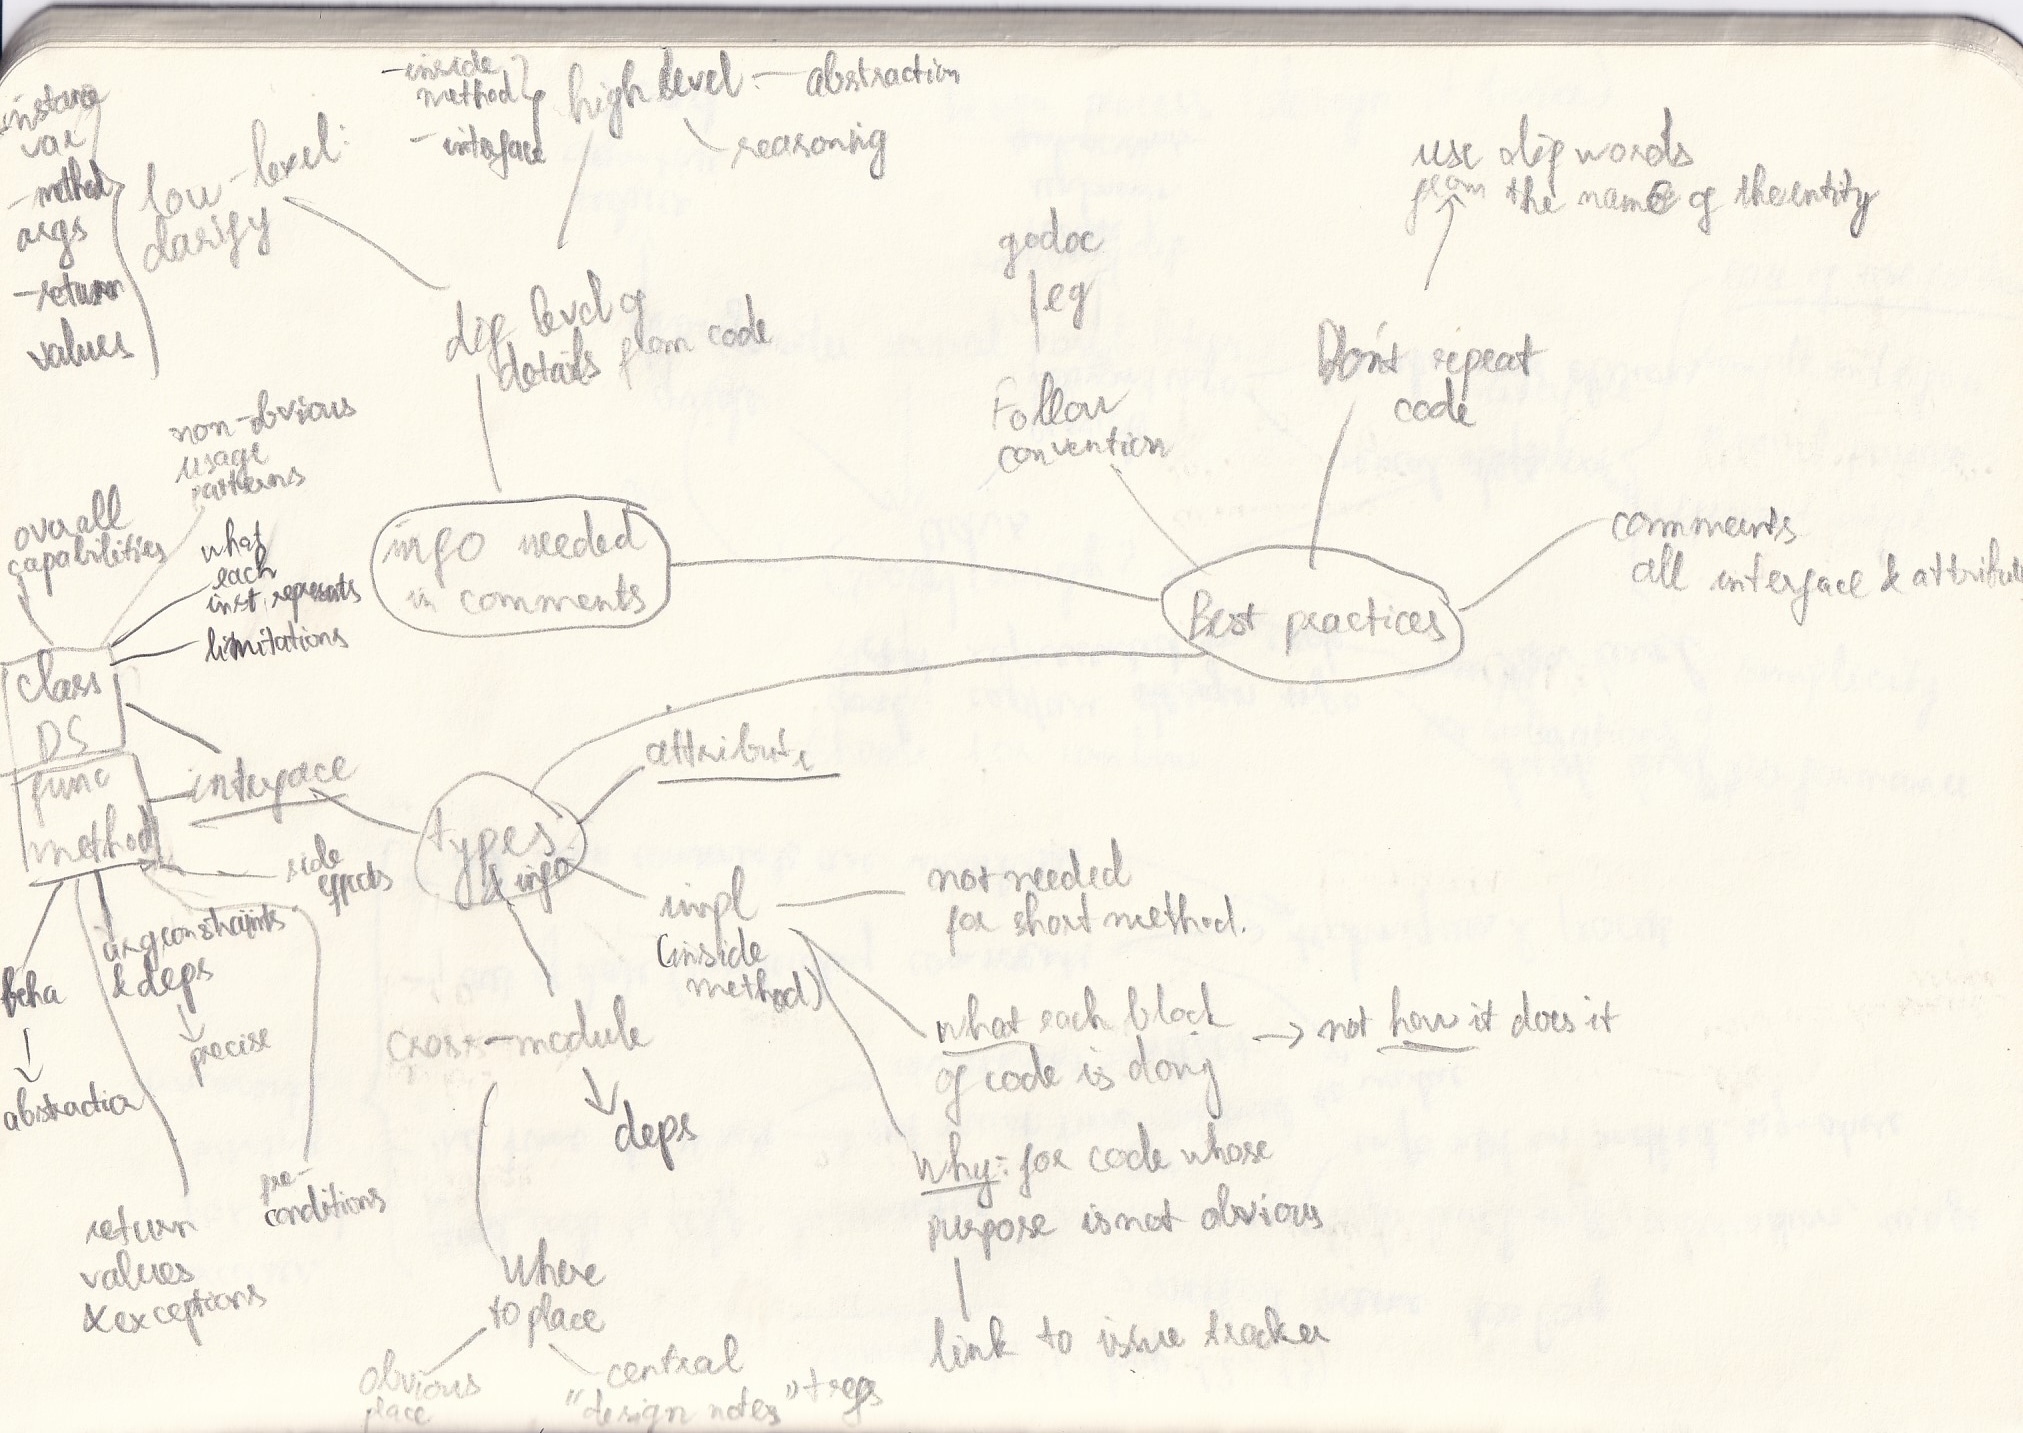 -inside
method
-interface
high level - abstraction
reasoning
instance
var
-method
args
-return
values
low-level:
clarify
use dif words
from the name of the entity
godoc
eg
dif level of
details from code
Don't repeat
code
Follow
convention
non-obvious
usage
patterns
overall
capabilities
what
each
inst. represents
limitations
info needed
in comments
comments
all interface & attribute
Best practices
class
DS
func
method
interface
attribute
types
& info
side
effects
impl
(inside
method)
not needed
for short method.
arg constraints
& deps
precise
beha
abstraction
cross-module
deps
what each block
of code is doing
→ not how it does it
why: for code whose
purpose is not obvious
link to issue tracker
pre-
conditions
return
values
& exceptions
where
to place
obvious
place
central
"design notes" + refs